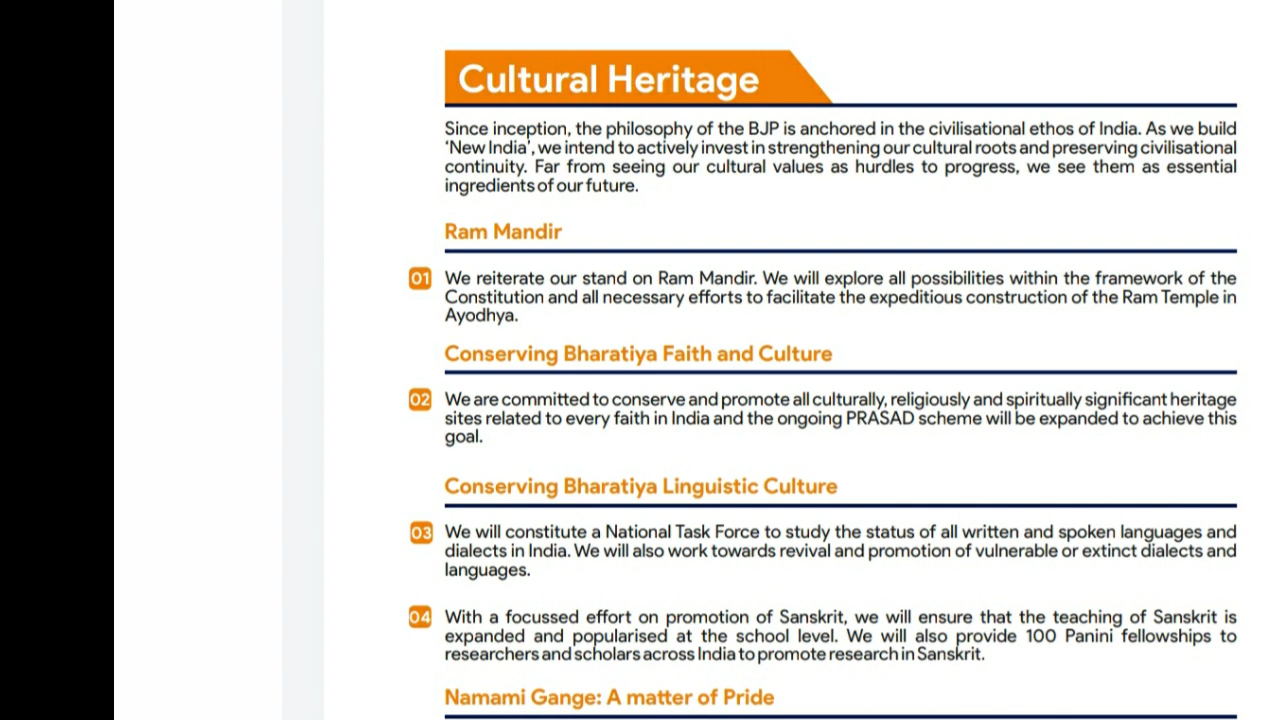 Cultural Heritage
Since inception, the philosophy of the BJP is anchored in the civilisational ethos of India. As we build
‘New India’, we intend to actively invest in strengthening our cultural roots and preserving civilisational
continuity. Far from seeing our cultural values as hurdles to progress, we see them as essential
ingredients of our future.
Ram Mandir
01 We reiterate our stand on Ram Mandir. We will explore all possibilities within the framework of the
Constitution and all necessary efforts to facilitate the expeditious construction of the Ram Temple in
Ayodhya.
Conserving Bharatiya Faith and Culture
02 We are committed to conserve and promote all culturally, religiously and spiritually significant heritage
sites related to every faith in India and the ongoing PRASAD scheme will be expanded to achieve this
goal.
Conserving Bharatiya Linguistic Culture
03 We will constitute a National Task Force to study the status of all written and spoken languages and
dialects in India. We will also work towards revival and promotion of vulnerable or extinct dialects and
languages.
04 With a focussed effort on promotion of Sanskrit, we will ensure that the teaching of Sanskrit is
expanded and popularised at the school level. We will also provide 100 Panini fellowships to
researchers and scholars across India to promote research in Sanskrit.
Namami Gange: A matter of Pride